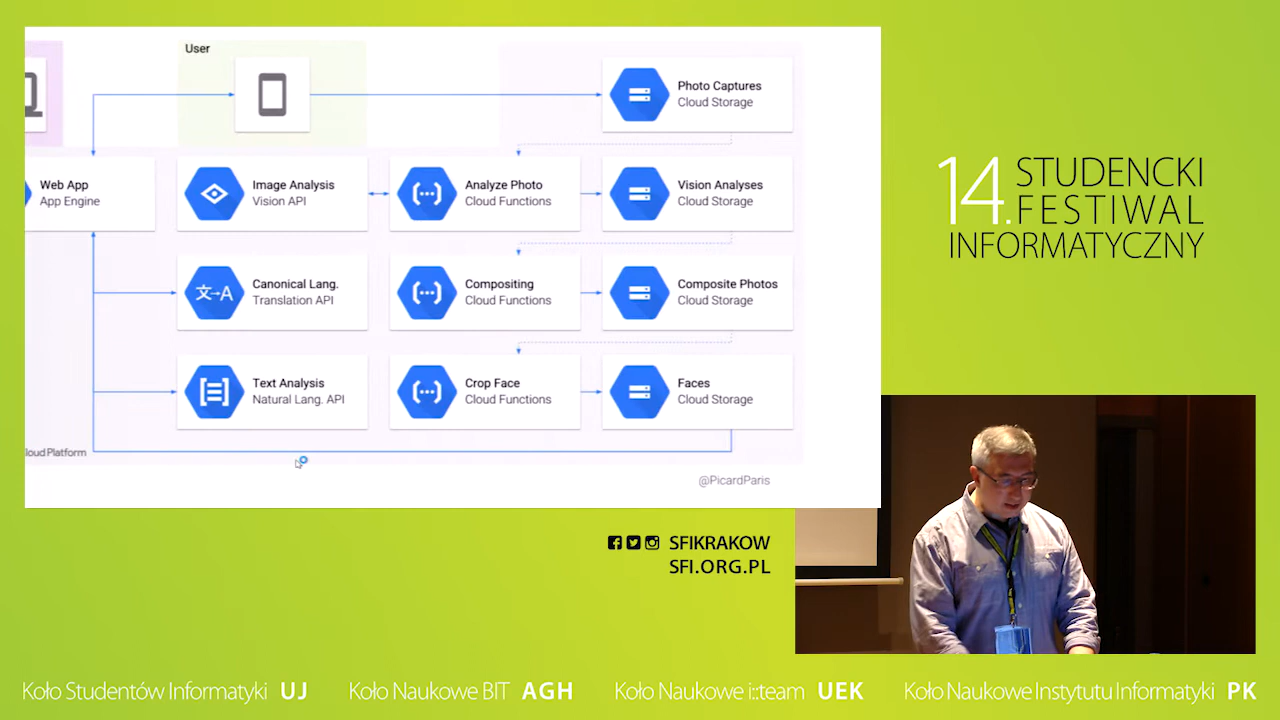 User
Photo Captures
Cloud Storage
Web App
App Engine
Image Analysis
Vision API
Analyze Photo
Cloud Functions
Vision Analyses
Cloud Storage
Canonical Lang.
Translation API
Compositing
Cloud Functions
Composite Photos
Cloud Storage
Text Analysis
Natural Lang. API
Crop Face
Cloud Functions
Faces
Cloud Storage
loud Platform
@PicardParis
14. STUDENCKI
FESTIWAL
INFORMATYCZNY
SFIKRAKOW
SFI.ORG.PL
Koło Studentów Informatyki UJ Koło Naukowe BIT AGH Koło Naukowe i::team UEK Koło Naukowe Instytutu Informatyki PK